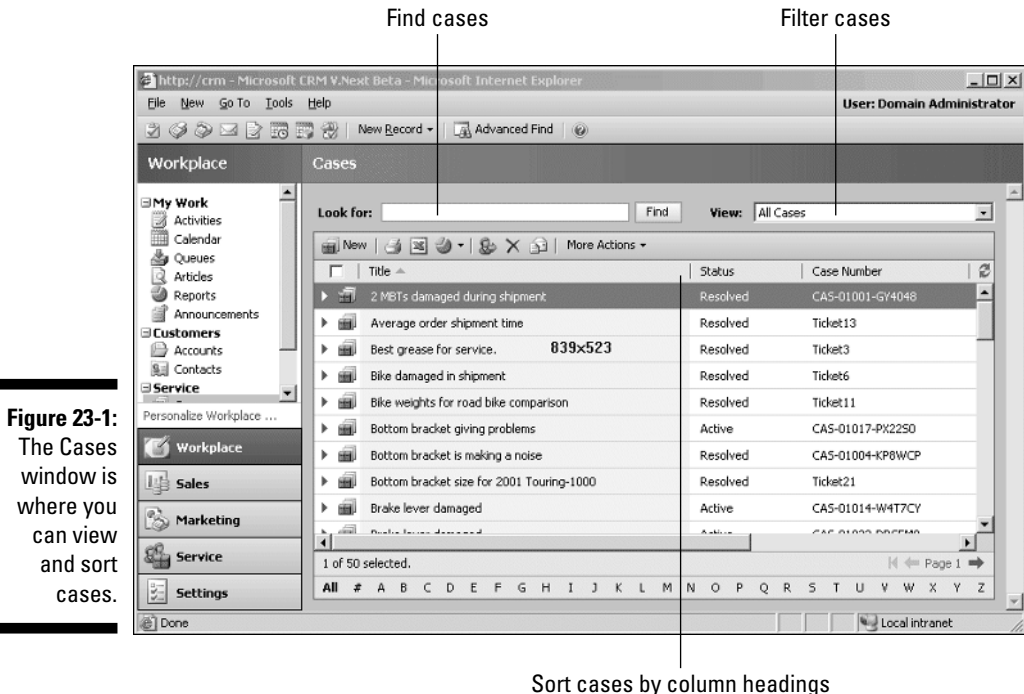 Find cases
Filter cases
http://crm - Microsoft CRM V.Next Beta - Microsoft Internet Explorer
File New Go To Tools Help
User: Domain Administrator
New Record
Advanced Find
Workplace
Cases
My Work
Activities
Calendar
Queues
Articles
Reports
Announcements
Customers
Accounts
Contacts
Service
Personalize Workplace ...
Workplace
Sales
Marketing
Service
Settings
Look for:
Find
View: All Cases
New
More Actions
Title Status Case Number
2 MBTs damaged during shipment Resolved CAS-01001-GY4048
Average order shipment time Resolved Ticket13
Best grease for service. 839x523 Resolved Ticket3
Bike damaged in shipment Resolved Ticket6
Bike weights for road bike comparison Resolved Ticket11
Bottom bracket giving problems Active CAS-01017-PX22S0
Bottom bracket is making a noise Resolved CAS-01004-KP8WCP
Bottom bracket size for 2001 Touring-1000 Resolved Ticket21
Brake lever damaged Active CAS-01014-W4T7CY
1 of 50 selected.
Page 1
All # A B C D E F G H I J K L M N O P Q R S T U V W X Y Z
Done
Local intranet
Figure 23-1:
The Cases
window is
where you
can view
and sort
cases.
Sort cases by column headings